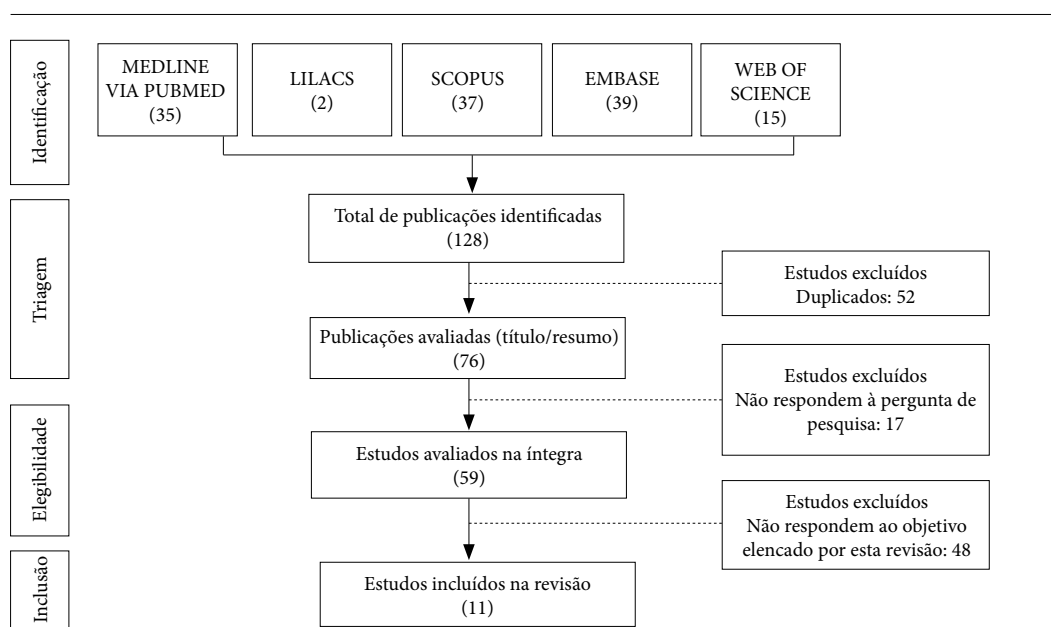 Identificação
MEDLINE
VIA PUBMED
(35)
LILACS
(2)
SCOPUS
(37)
EMBASE
(39)
WEB OF
SCIENCE
(15)
Triagem
Total de publicações identificadas
(128)
Estudos excluídos
Duplicados: 52
Publicações avaliadas (título/resumo)
(76)
Estudos excluídos
Não respondem à pergunta de
pesquisa: 17
Elegibilidade
Estudos avaliados na íntegra
(59)
Estudos excluídos
Não respondem ao objetivo
elencado por esta revisão: 48
Inclusão
Estudos incluídos na revisão
(11)